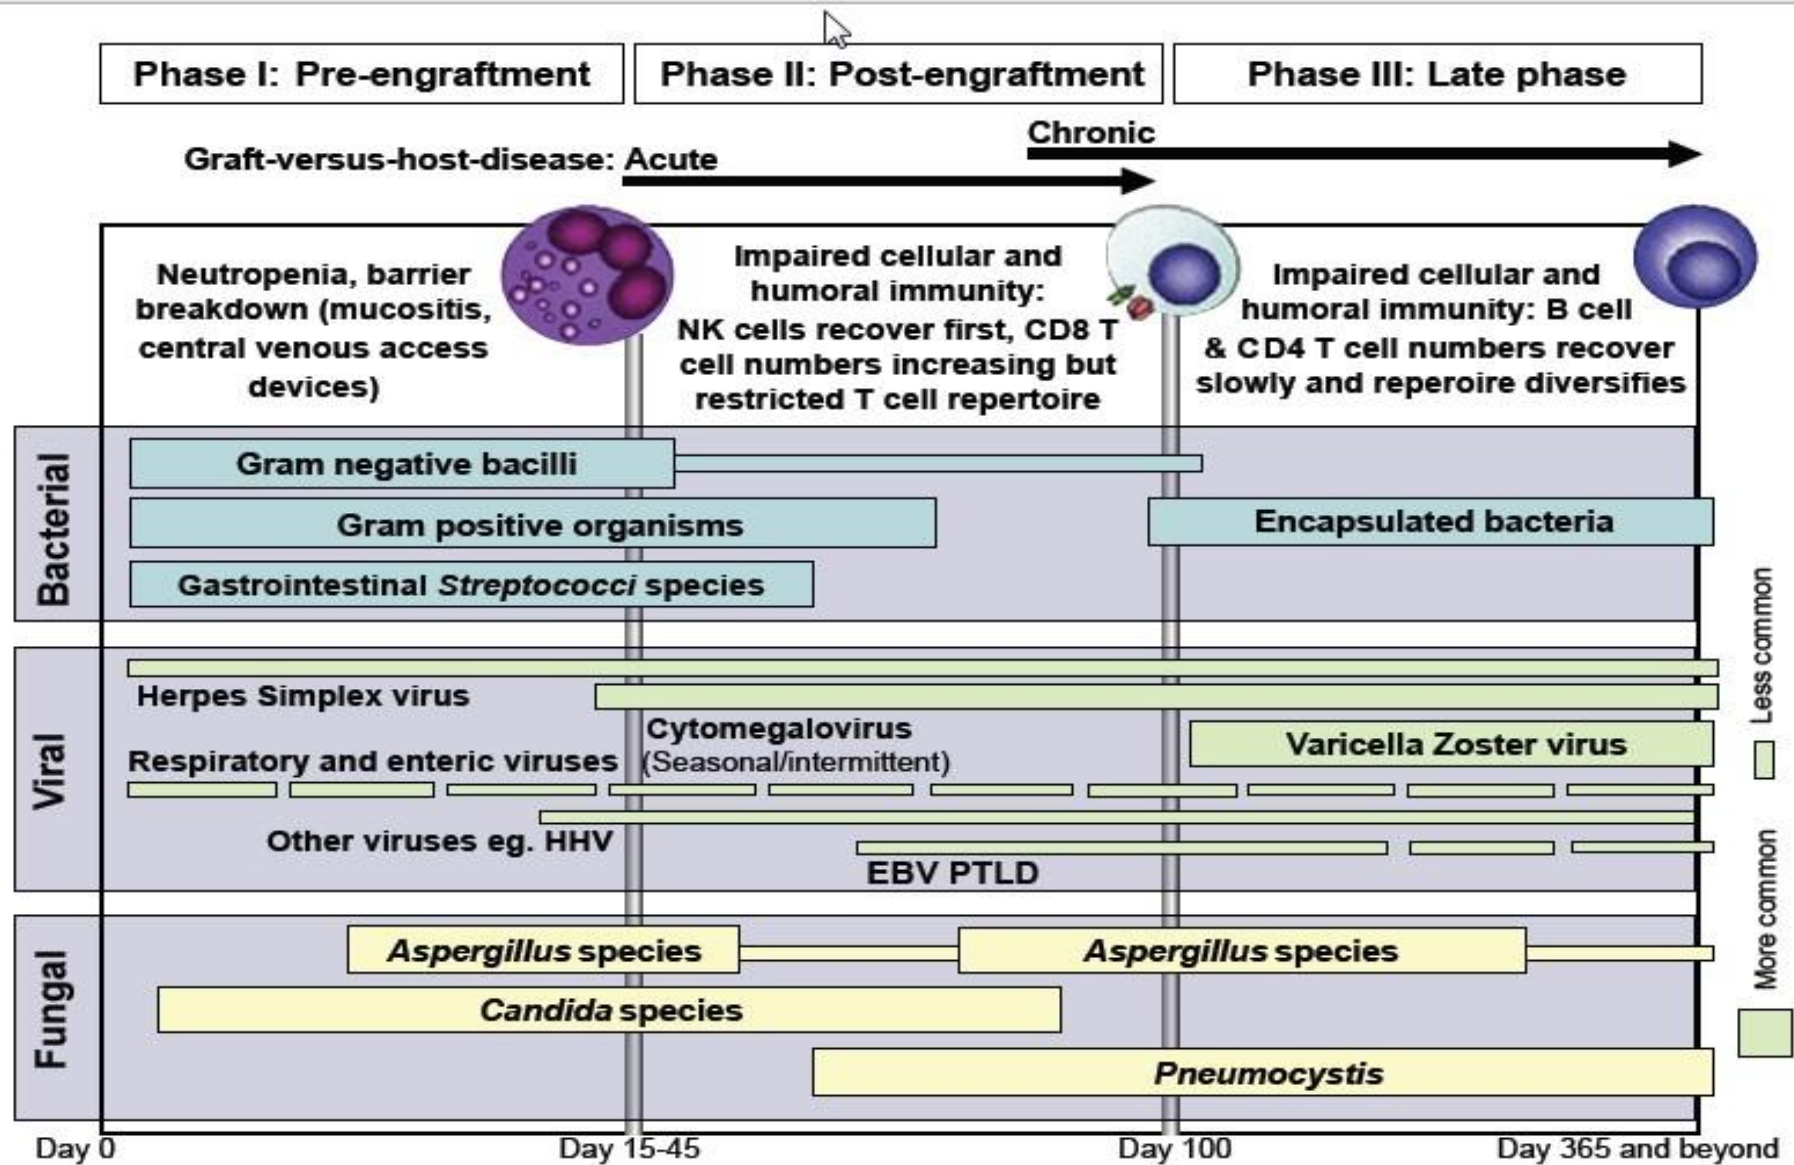 Phase I: Pre-engraftment
Phase II: Post-engraftment
Phase III: Late phase
Chronic
Graft-versus-host-disease: Acute
Neutropenia, barrier
breakdown (mucositis,
central venous access
devices)
Impaired cellular and
humoral immunity:
NK cells recover first, CD8 T
cell numbers increasing but
restricted T cell repertoire
Impaired cellular and
humoral immunity: B cell
& CD4 T cell numbers recover
slowly and reperoire diversifies
Bacterial
Gram negative bacilli
Gram positive organisms
Encapsulated bacteria
Gastrointestinal Streptococci species
Viral
Herpes Simplex virus
Cytomegalovirus
Varicella Zoster virus
Respiratory and enteric viruses (Seasonal/intermittent)
Other viruses eg. HHV
EBV PTLD
Fungal
Aspergillus species
Aspergillus species
Candida species
Pneumocystis
Less common
More common
Day 0
Day 15-45
Day 100
Day 365 and beyond